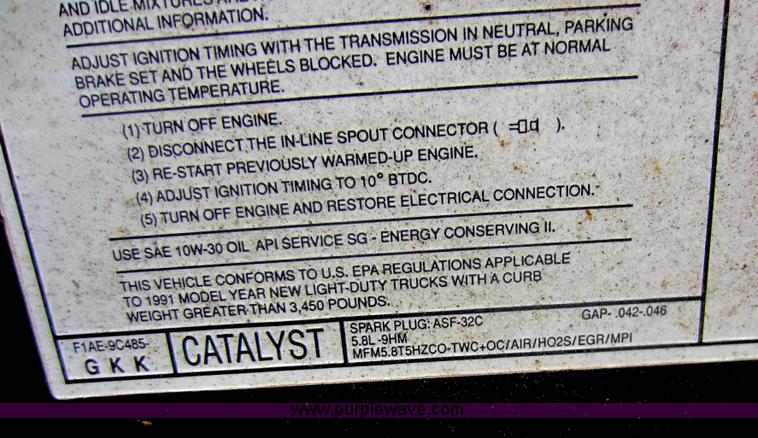 AND IDLE MIXTURES ARE
ADDITIONAL INFORMATION.
ADJUST IGNITION TIMING WITH THE TRANSMISSION IN NEUTRAL, PARKING
BRAKE SET AND THE WHEELS BLOCKED. ENGINE MUST BE AT NORMAL
OPERATING TEMPERATURE.
(1) TURN OFF ENGINE.
(2) DISCONNECT THE IN-LINE SPOUT CONNECTOR ( ).
(3) RE-START PREVIOUSLY WARMED-UP ENGINE.
(4) ADJUST IGNITION TIMING TO 10° BTDC.
(5) TURN OFF ENGINE AND RESTORE ELECTRICAL CONNECTION.
USE SAE 10W-30 OIL API SERVICE SG - ENERGY CONSERVING II.
THIS VEHICLE CONFORMS TO U.S. EPA REGULATIONS APPLICABLE
TO 1991 MODEL YEAR NEW LIGHT-DUTY TRUCKS WITH A CURB
WEIGHT GREATER THAN 3,450 POUNDS.
F1AE-9C485-
GKK
CATALYST
SPARK PLUG: ASF-32C GAP- .042-.046
5.8L -9HM
MFM5.8T5HZCO-TWC+OC/AIR/HO2S/EGR/MPI
www.purplewave.com